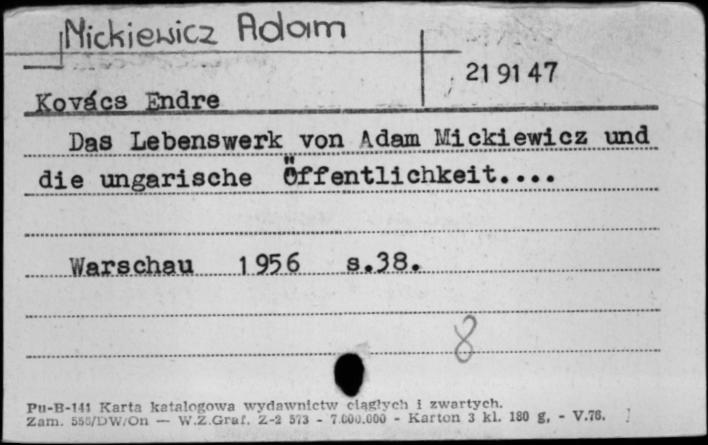 Mickiewicz Adam
21 91 47
Kovács Endre
Das Lebenswerk von Adam Mickiewicz und
die ungarische Öffentlichkeit....
Warschau 1956 s.38.
8
Pu-B-141 Karta katalogowa wydawnictw ciągłych i zwartych.
Zam. 556/DW/On — W.Z.Graf. Z-2 573 - 7.000.000 - Karton 3 kl. 180 g. - V.76.